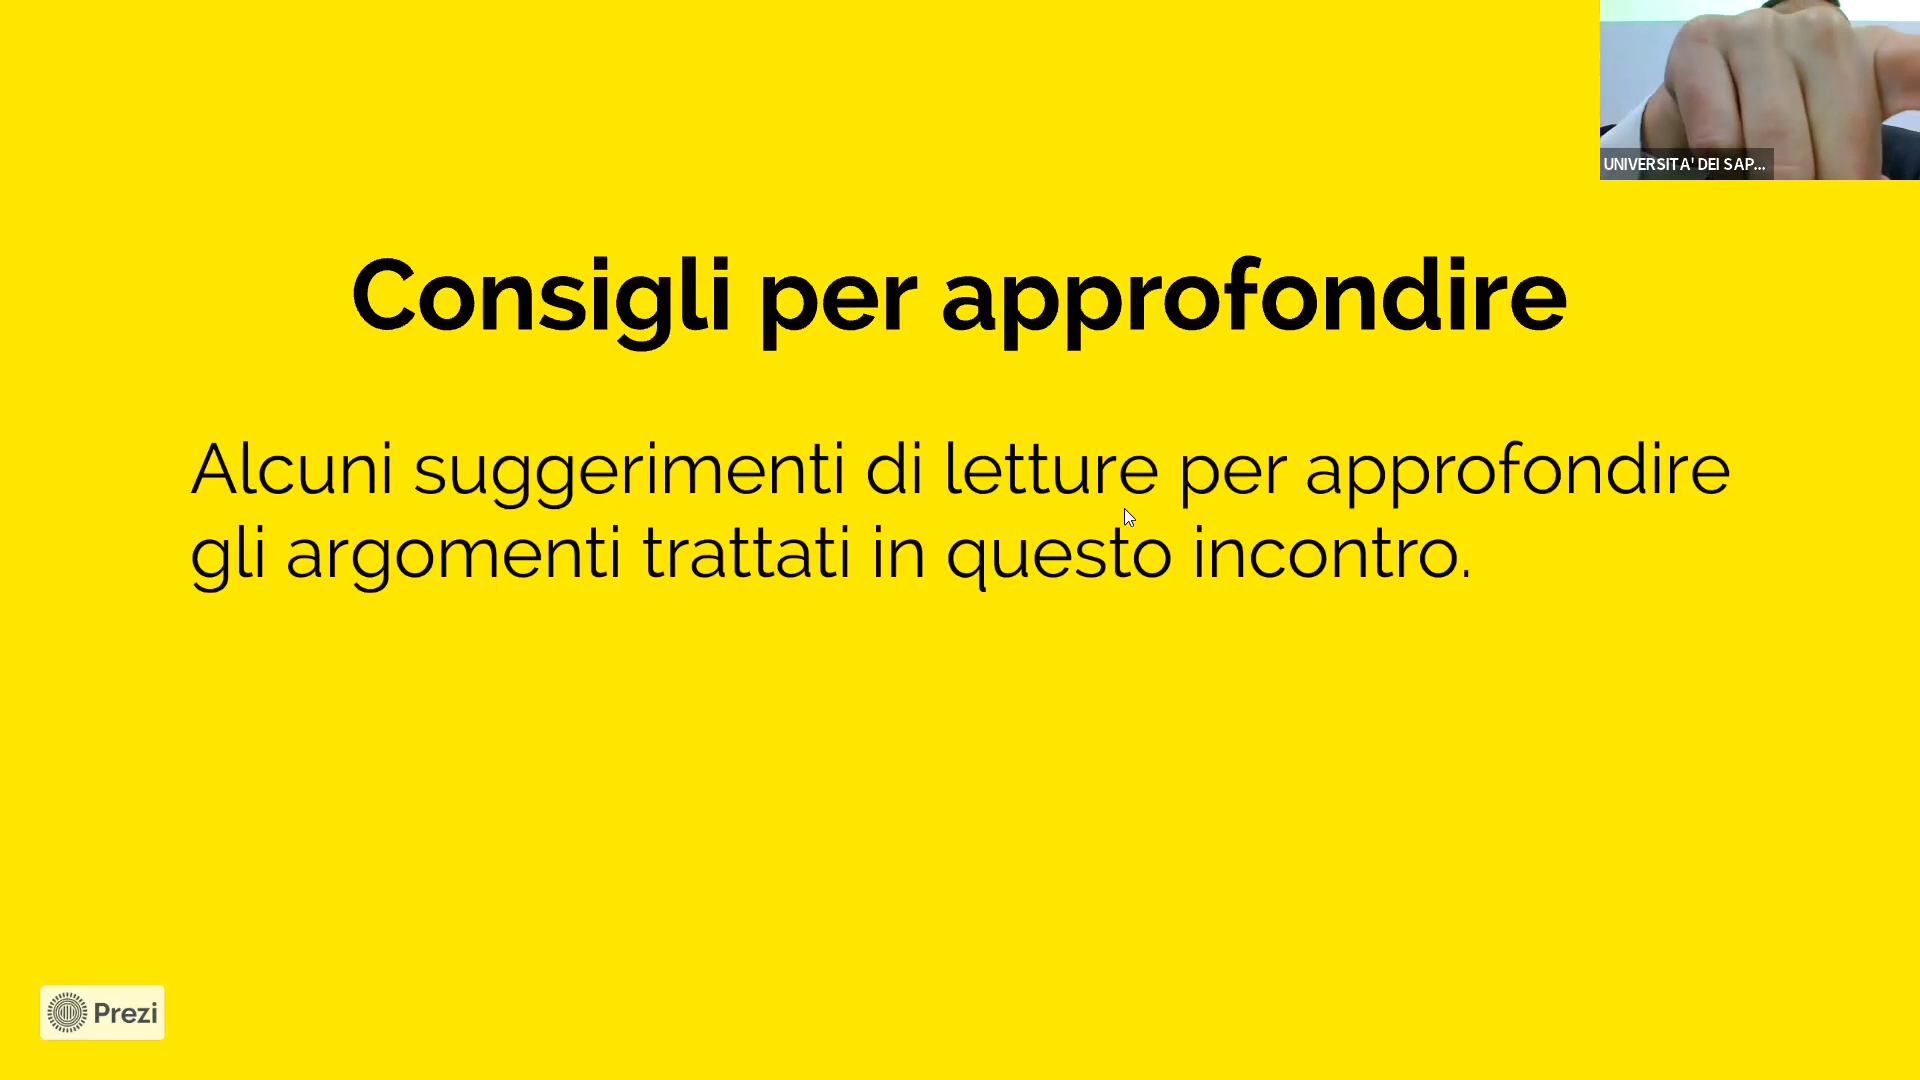 UNIVERSITA' DEI SAP...
Consigli per approfondire
Alcuni suggerimenti di letture per approfondire
gli argomenti trattati in questo incontro.
Prezi